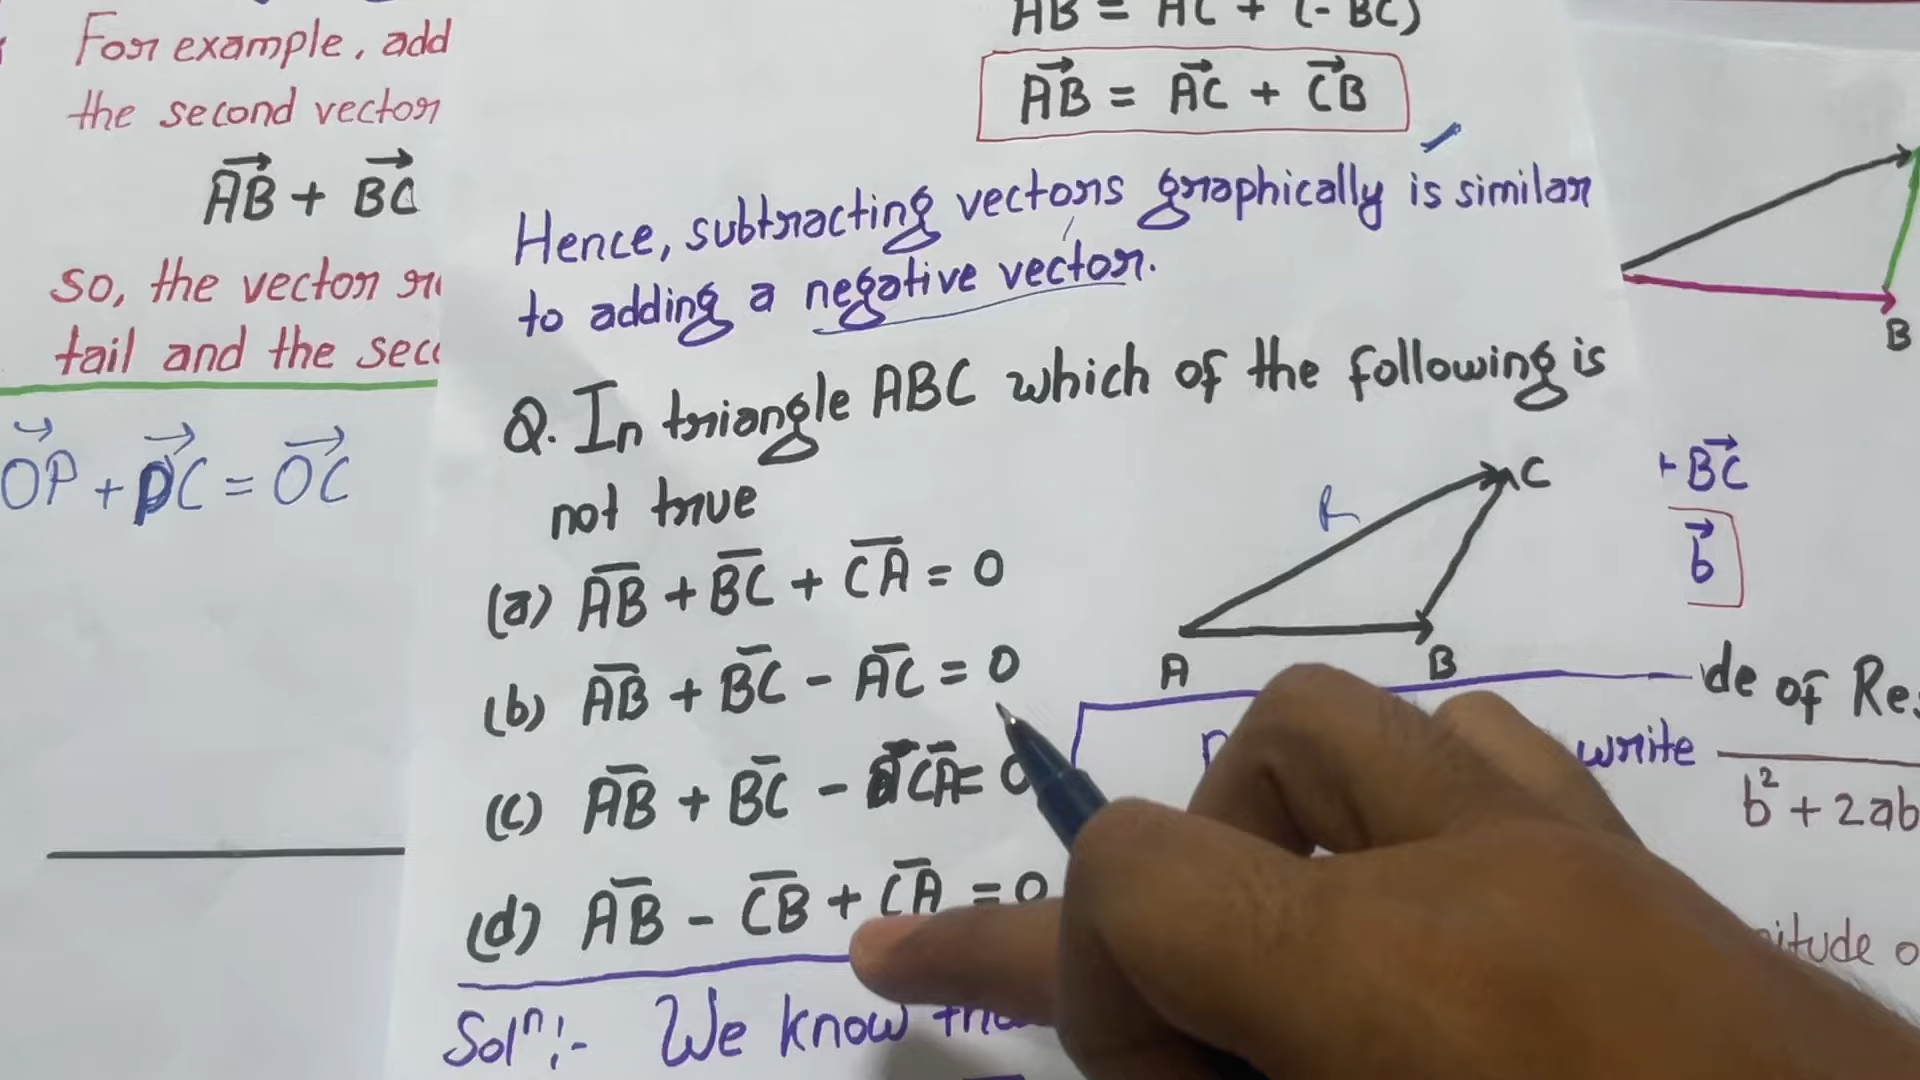 For example, add
the second vector
AB + BC
so, the vector
tail and the
OP + PC = OC
AB = AC + (- BC)
AB = AC + CB
Hence, subtracting vectors graphically is similar
to adding a negative vector.
Q. In triangle ABC which of the following is
not true
(a) AB + BC + CA = 0
(b) AB + BC - AC = 0
(c) AB + BC - CA = 0
(d) AB - CB + CA = 0
Solⁿ:- We know
R
C
A
B
B
+ BC
b
de of
write
b² + 2ab